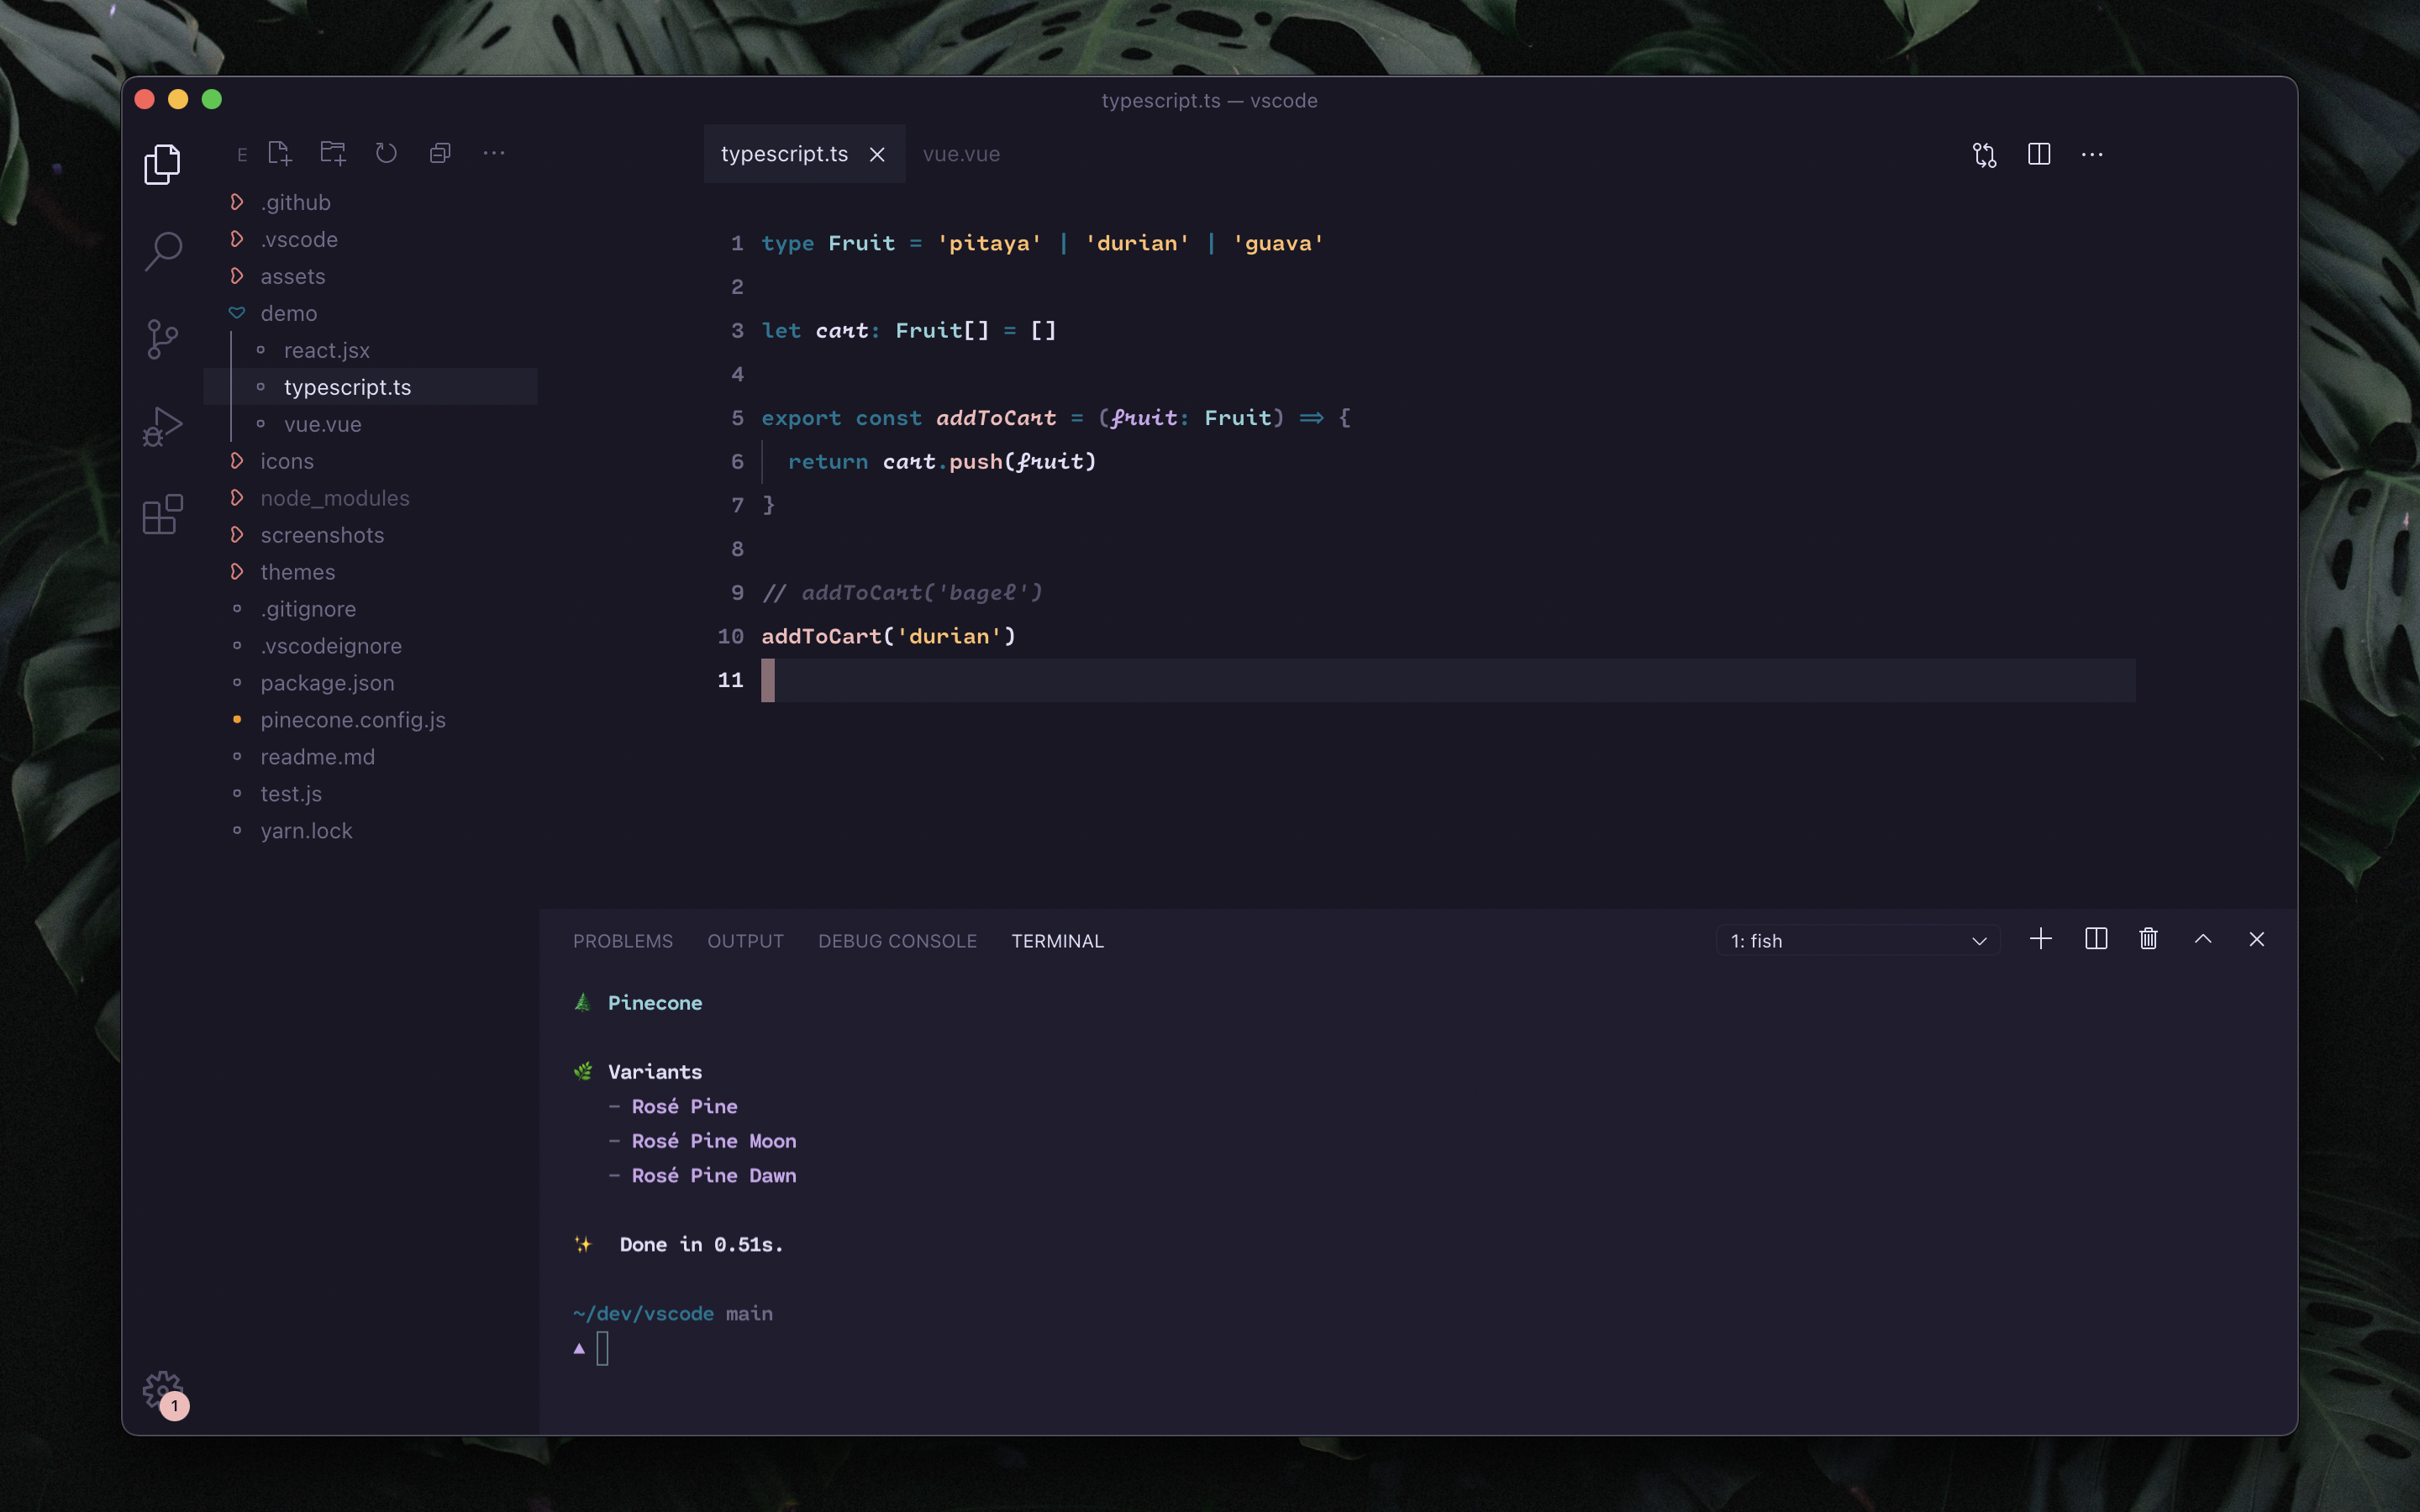 typescript.ts — vscode
E
.github
.vscode
assets
demo
react.jsx
typescript.ts
vue.vue
icons
node_modules
screenshots
themes
.gitignore
.vscodeignore
package.json
pinecone.config.js
readme.md
test.js
yarn.lock
1
typescript.ts vue.vue
1 type Fruit = 'pitaya' | 'durian' | 'guava'
2
3 let cart: Fruit[] = []
4
5 export const addToCart = (fruit: Fruit) => {
6 return cart.push(fruit)
7 }
8
9 // addToCart('bagel')
10 addToCart('durian')
11
PROBLEMS OUTPUT DEBUG CONSOLE TERMINAL 1: fish
🌲 Pinecone
🌿 Variants
- Rosé Pine
- Rosé Pine Moon
- Rosé Pine Dawn
✨ Done in 0.51s.
~/dev/vscode main
▲